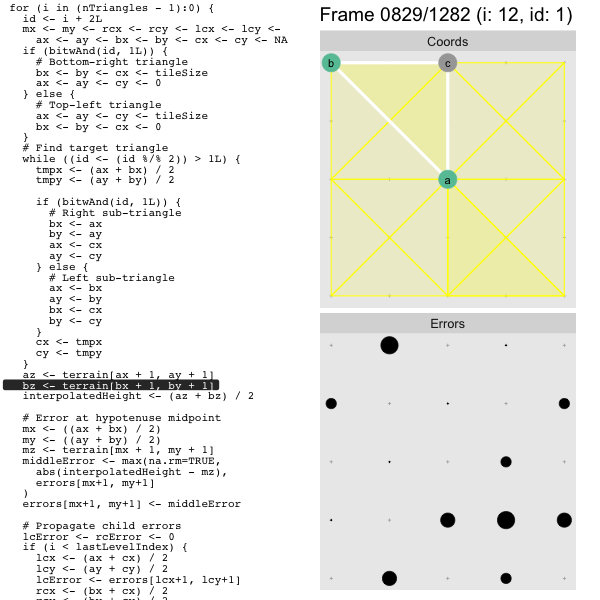 for (i in (nTriangles - 1):0) {
  id <- i + 2L
  mx <- my <- rcx <- rcy <- lcx <- lcy <-
    ax <- ay <- bx <- by <- cx <- cy <- NA
  if (bitwAnd(id, 1L)) {
    # Bottom-right triangle
    bx <- by <- cx <- tileSize
    ax <- ay <- cy <- 0
  } else {
    # Top-left triangle
    ax <- ay <- cy <- tileSize
    bx <- by <- cx <- 0
  }
  # Find target triangle
  while ((id <- (id %/% 2)) > 1L) {
    tmpx <- (ax + bx) / 2
    tmpy <- (ay + by) / 2

    if (bitwAnd(id, 1L)) {
      # Right sub-triangle
      bx <- ax
      by <- ay
      ax <- cx
      ay <- cy
    } else {
      # Left sub-triangle
      ax <- bx
      ay <- by
      bx <- cx
      by <- cy
    }
    cx <- tmpx
    cy <- tmpy
  }
  az <- terrain[ax + 1, ay + 1]
  bz <- terrain[bx + 1, by + 1]
  interpolatedHeight <- (az + bz) / 2

  # Error at hypotenuse midpoint
  mx <- ((ax + bx) / 2)
  my <- ((ay + by) / 2)
  mz <- terrain[mx + 1, my + 1]
  middleError <- max(na.rm=TRUE,
    abs(interpolatedHeight - mz),
    errors[mx+1, my+1]
  )
  errors[mx+1, my+1] <- middleError

  # Propagate child errors
  lcError <- rcError <- 0
  if (i < lastLevelIndex) {
    lcx <- (ax + cx) / 2
    lcy <- (ay + cy) / 2
    lcError <- errors[lcx+1, lcy+1]
    rcx <- (bx + cx) / 2
Frame 0829/1282 (i: 12, id: 1)
Coords
b
c
a
Errors